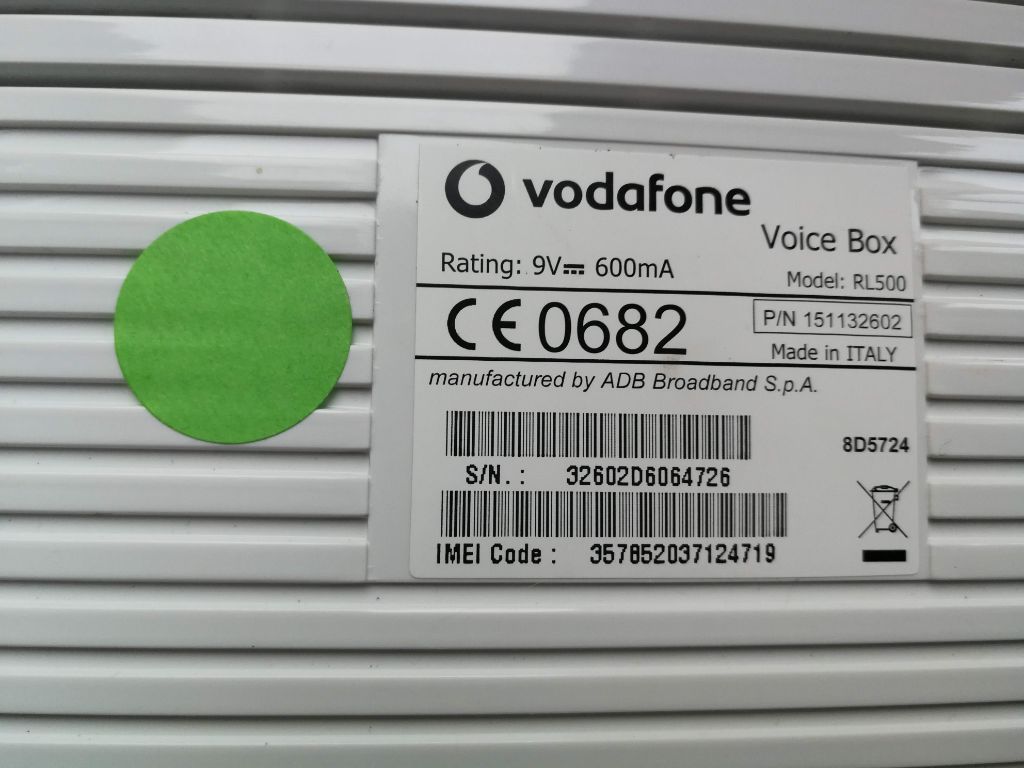 vodafone
Voice Box
Rating: 9V⎓ 600mA
Model: RL500
CE 0682
P/N 151132602
Made in ITALY
manufactured by ADB Broadband S.p.A.
8D5724
S/N. : 32602D6064726
IMEI Code : 357852037124719